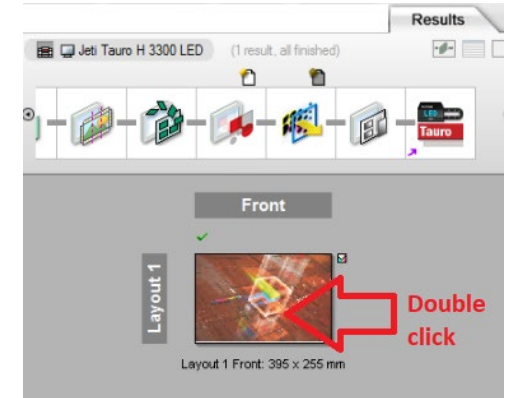 Results
Jeti Tauro H 3300 LED (1 result, all finished)
LED
Tauro
Front
Layout 1
Double
click
Layout 1 Front: 395 x 255 mm